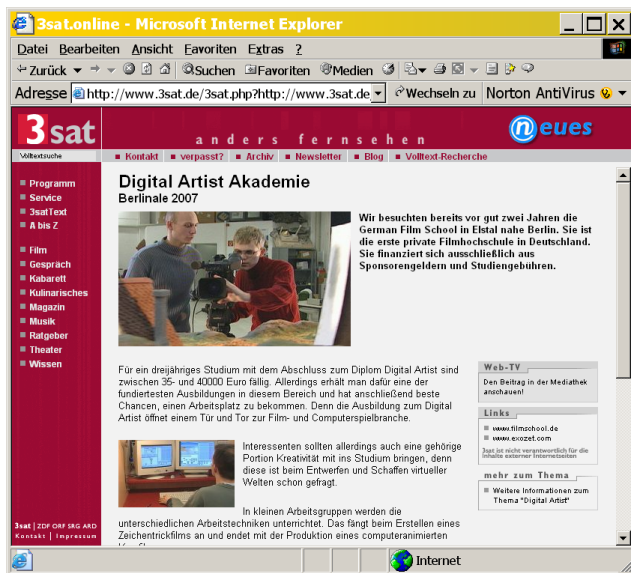 3sat.online - Microsoft Internet Explorer
Datei Bearbeiten Ansicht Favoriten Extras ?
Zurück Suchen Favoriten Medien
Adresse http://www.3sat.de/3sat.php?http://www.3sat.de Wechseln zu Norton AntiVirus
3sat anders fernsehen neues
Volltextsuche Kontakt verpasst? Archiv Newsletter Blog Volltext-Recherche
Programm
Service
3satText
A bis Z
Film
Gespräch
Kabarett
Kulinarisches
Magazin
Musik
Ratgeber
Theater
Wissen
3sat | ZDF ORF SRG ARD
Kontakt | Impressum
Digital Artist Akademie
Berlinale 2007
Wir besuchten bereits vor gut zwei Jahren die
German Film School in Elstal nahe Berlin. Sie ist
die erste private Filmhochschule in Deutschland.
Sie finanziert sich ausschließlich aus
Sponsorengeldern und Studiengebühren.
Für ein dreijähriges Studium mit dem Abschluss zum Diplom Digital Artist sind
zwischen 35- und 40000 Euro fällig. Allerdings erhält man dafür eine der
fundiertesten Ausbildungen in diesem Bereich und hat anschließend beste
Chancen, einen Arbeitsplatz zu bekommen. Denn die Ausbildung zum Digital
Artist öffnet einem Tür und Tor zur Film- und Computerspielbranche.
Interessenten sollten allerdings auch eine gehörige
Portion Kreativität mit ins Studium bringen, denn
diese ist beim Entwerfen und Schaffen virtueller
Welten schon gefragt.
In kleinen Arbeitsgruppen werden die
unterschiedlichen Arbeitstechniken unterrichtet. Das fängt beim Erstellen eines
Zeichentrickfilms an und endet mit der Produktion eines computeranimierten
Web-TV
Den Beitrag in der Mediathek
anschauen!
Links
www.filmschool.de
www.exozet.com
3sat ist nicht verantwortlich für die
Inhalte externer Internetseiten
mehr zum Thema
Weitere Informationen zum
Thema "Digital Artist"
Internet